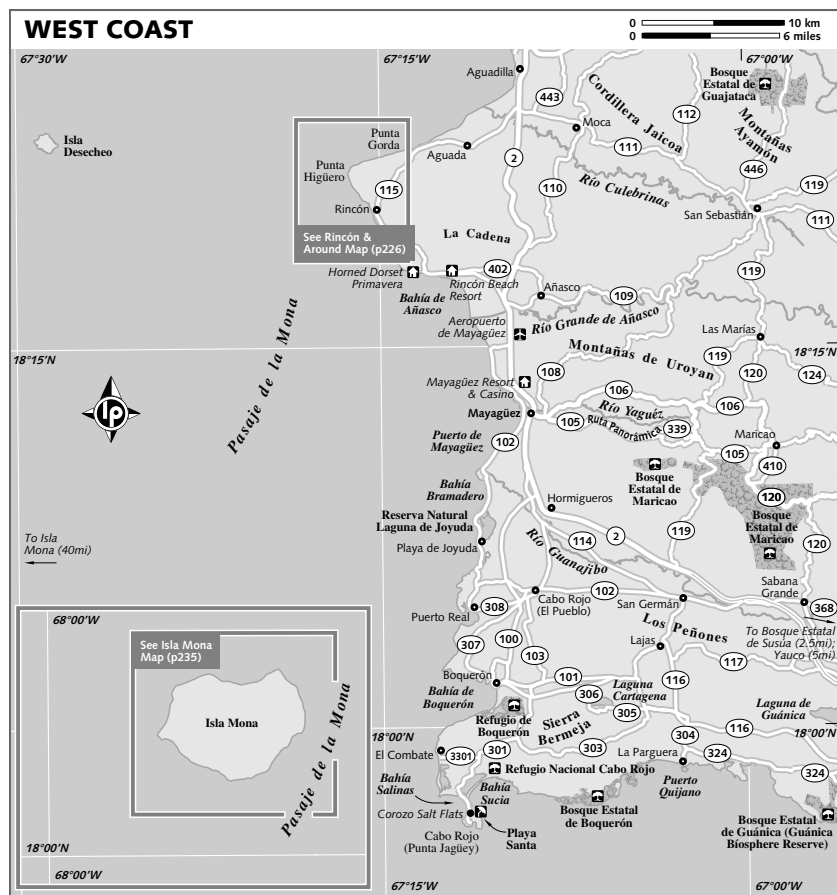 WEST COAST
0 10 km
0 6 miles
67°30'W
67°15'W
67°00'W
Aguadilla
Bosque
Estatal de
Guajataca
Cordillera Jaicoa
443
112
Montañas
Ayamón
Isla
Desecheo
Punta
Gorda
Moca
Aguada
111
2
Punta
Higüero
110
446
119
115
Río Culebrinas
Rincón
San Sebastián
111
See Rincón &
Around Map (p226)
La Cadena
Horned Dorset
Primavera
402
Rincón Beach
Resort
119
Bahía de
Añasco
Añasco
109
Aeropuerto
de Mayagüez
Río Grande de Añasco
Las Marías
18°15'N
Pasaje de la Mona
Montañas de Uroyan
119
18°15'N
108
120
124
Mayagüez Resort
& Casino
106
lp
Río Yagüéz
106
Mayagüez
105
Ruta Panorámica
339
Puerto de
Mayagüez
102
Maricao
105
410
Bahía
Bramadero
Bosque
Estatal de
Maricao
120
Hormigueros
Bosque
Estatal de
Maricao
Reserva Natural
Laguna de Joyuda
To Isla
Mona (40mi)
Playa de Joyuda
114
2
119
120
Río Guanajibo
Sabana
Grande
102
Cabo Rojo
(El Pueblo)
San Germán
368
68°00'W
Puerto Real
308
Los Peñones
To Bosque Estatal
de Susúa (2.5mi);
Yauco (5mi)
See Isla Mona
Map (p235)
307
100
103
Lajas
117
Boquerón
101
116
Bahía de
Boquerón
306
Laguna
Cartagena
Laguna de
Guánica
Isla Mona
Refugio de
Boquerón
Sierra
Bermeja
305
116
18°00'N
18°00'N
El Combate
3301
301
303
La Parguera
304
324
Pasaje de la Mona
Refugio Nacional Cabo Rojo
324
Bahía
Salinas
Bahía
Sucia
Puerto
Quijano
Corozo Salt Flats
Bosque Estatal
de Boquerón
Bosque Estatal
de Guánica (Guánica
Biosphere Reserve)
Cabo Rojo
(Punta Jagüey)
Playa
Santa
18°00'N
68°00'W
67°15'W
67°00'W